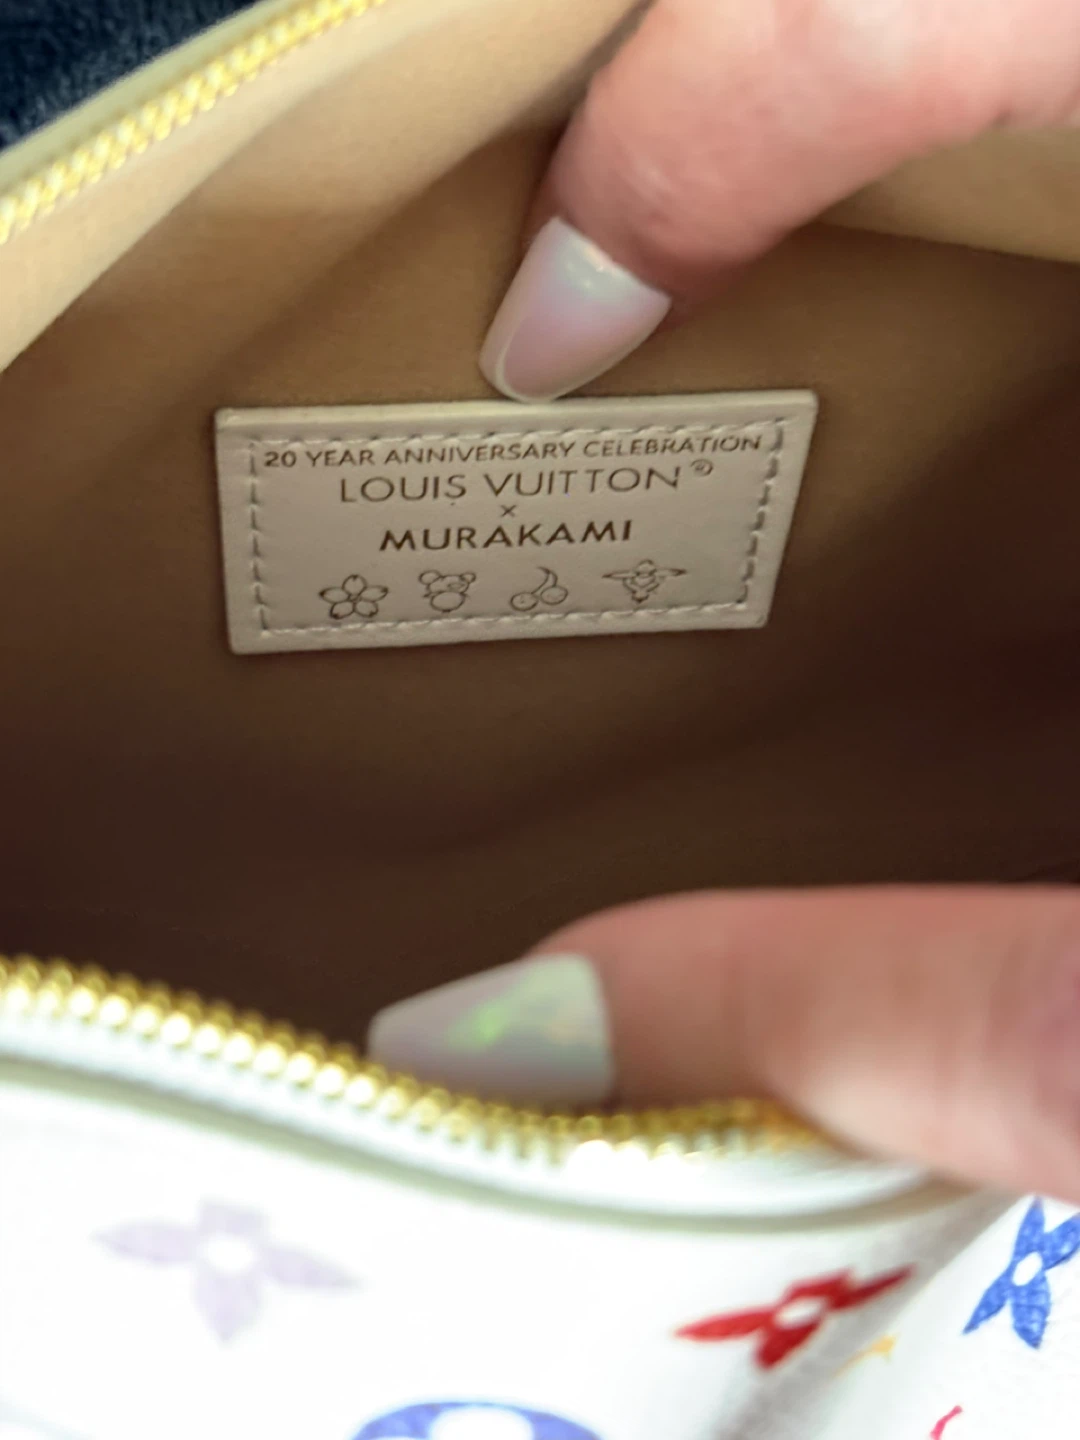 20 YEAR ANNIVERSARY CELEBRATION
LOUIS VUITTON®
×
MURAKAMI